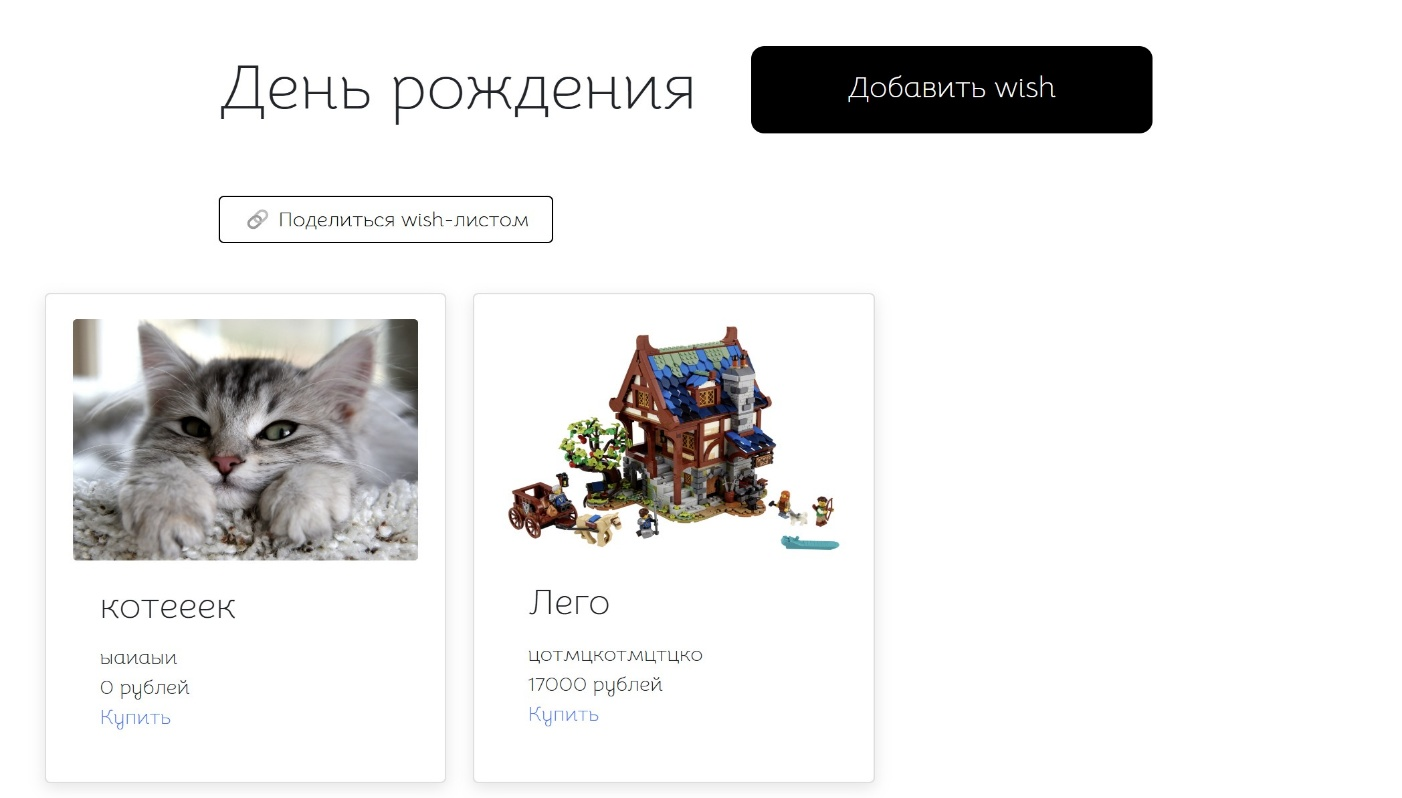 День рождения
Добавить wish
Поделиться wish-листом
котееек
ыаиаыи
0 рублей
Купить
Лего
цотмцкотмцтцко
17000 рублей
Купить